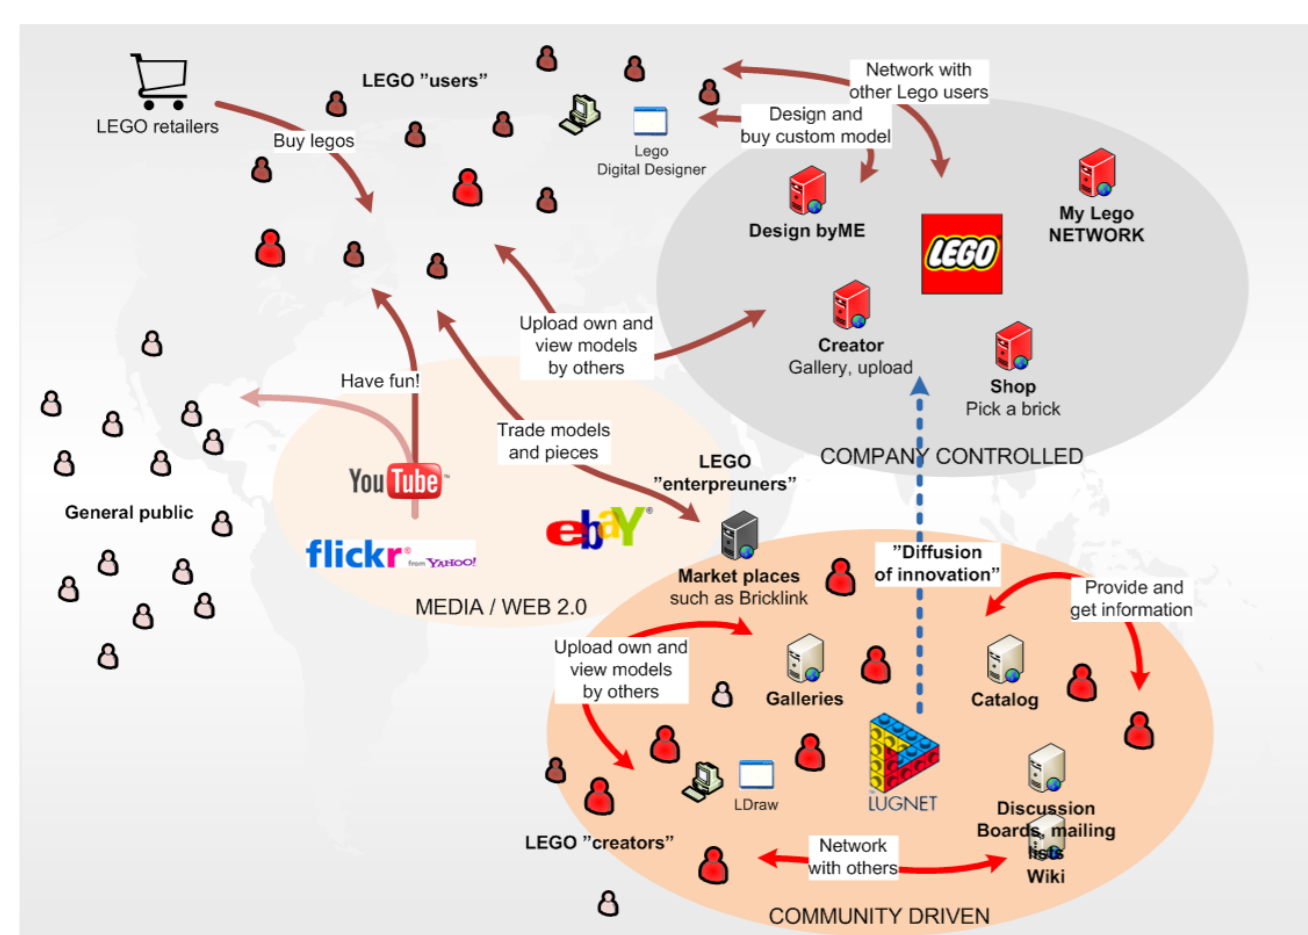 LEGO retailers
LEGO ”users”
Buy legos
Lego
Digital Designer
Network with
other Lego users
Design and
buy custom model
Design byME
My Lego
NETWORK
LEGO
Creator
Gallery, upload
Shop
Pick a brick
COMPANY CONTROLLED
Upload own and
view models
by others
Have fun!
Trade models
and pieces
General public
YouTube
flickr from YAHOO!
ebaY
MEDIA / WEB 2.0
LEGO
”enterpreuners”
Market places
such as Bricklink
”Diffusion
of innovation”
Provide and
get information
Upload own and
view models
by others
Galleries
Catalog
LUGNET
LDraw
LEGO ”creators”
Network
with others
Discussion
Boards, mailing
lists
Wiki
COMMUNITY DRIVEN